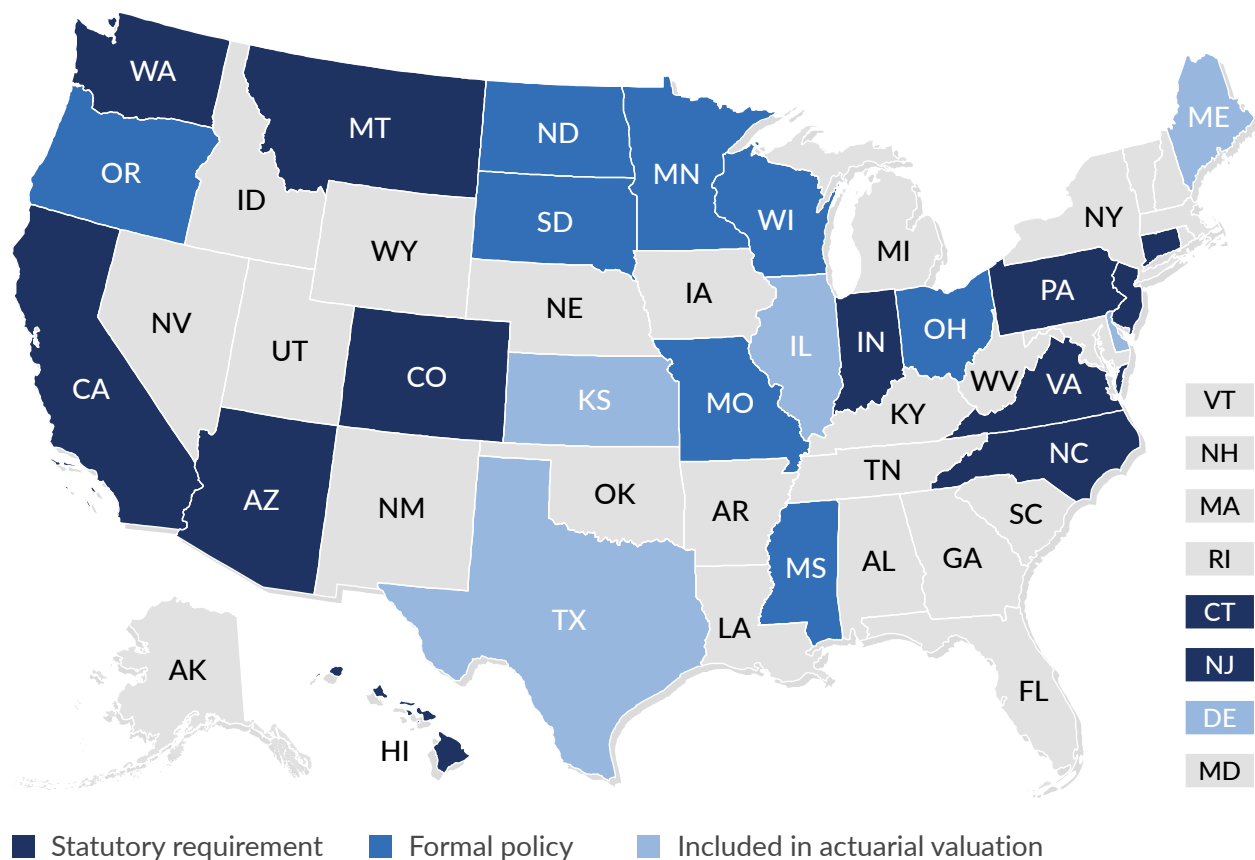 WA
MT
ND
MN
ME
OR
ID
SD
WI
NY
WY
MI
NV
NE
IA
PA
UT
CO
IL
IN
OH
CA
KS
MO
WV
VA
KY
VT
NC
NH
AZ
NM
OK
TN
AR
SC
MA
MS
AL
GA
RI
TX
LA
CT
AK
FL
NJ
HI
DE
MD
Statutory requirement
Formal policy
Included in actuarial valuation